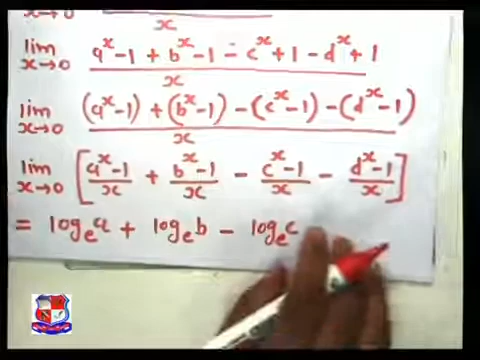 x→0 x
lim x→0 a^x-1 + b^x-1 - c^x+1 - d^x+1 / x
lim x→0 (a^x-1) + (b^x-1) - (c^x-1) - (d^x-1) / x
lim x→0 [a^x-1/x + b^x-1/x - c^x-1/x - d^x-1/x]
= log_e a + log_e b - log_e c